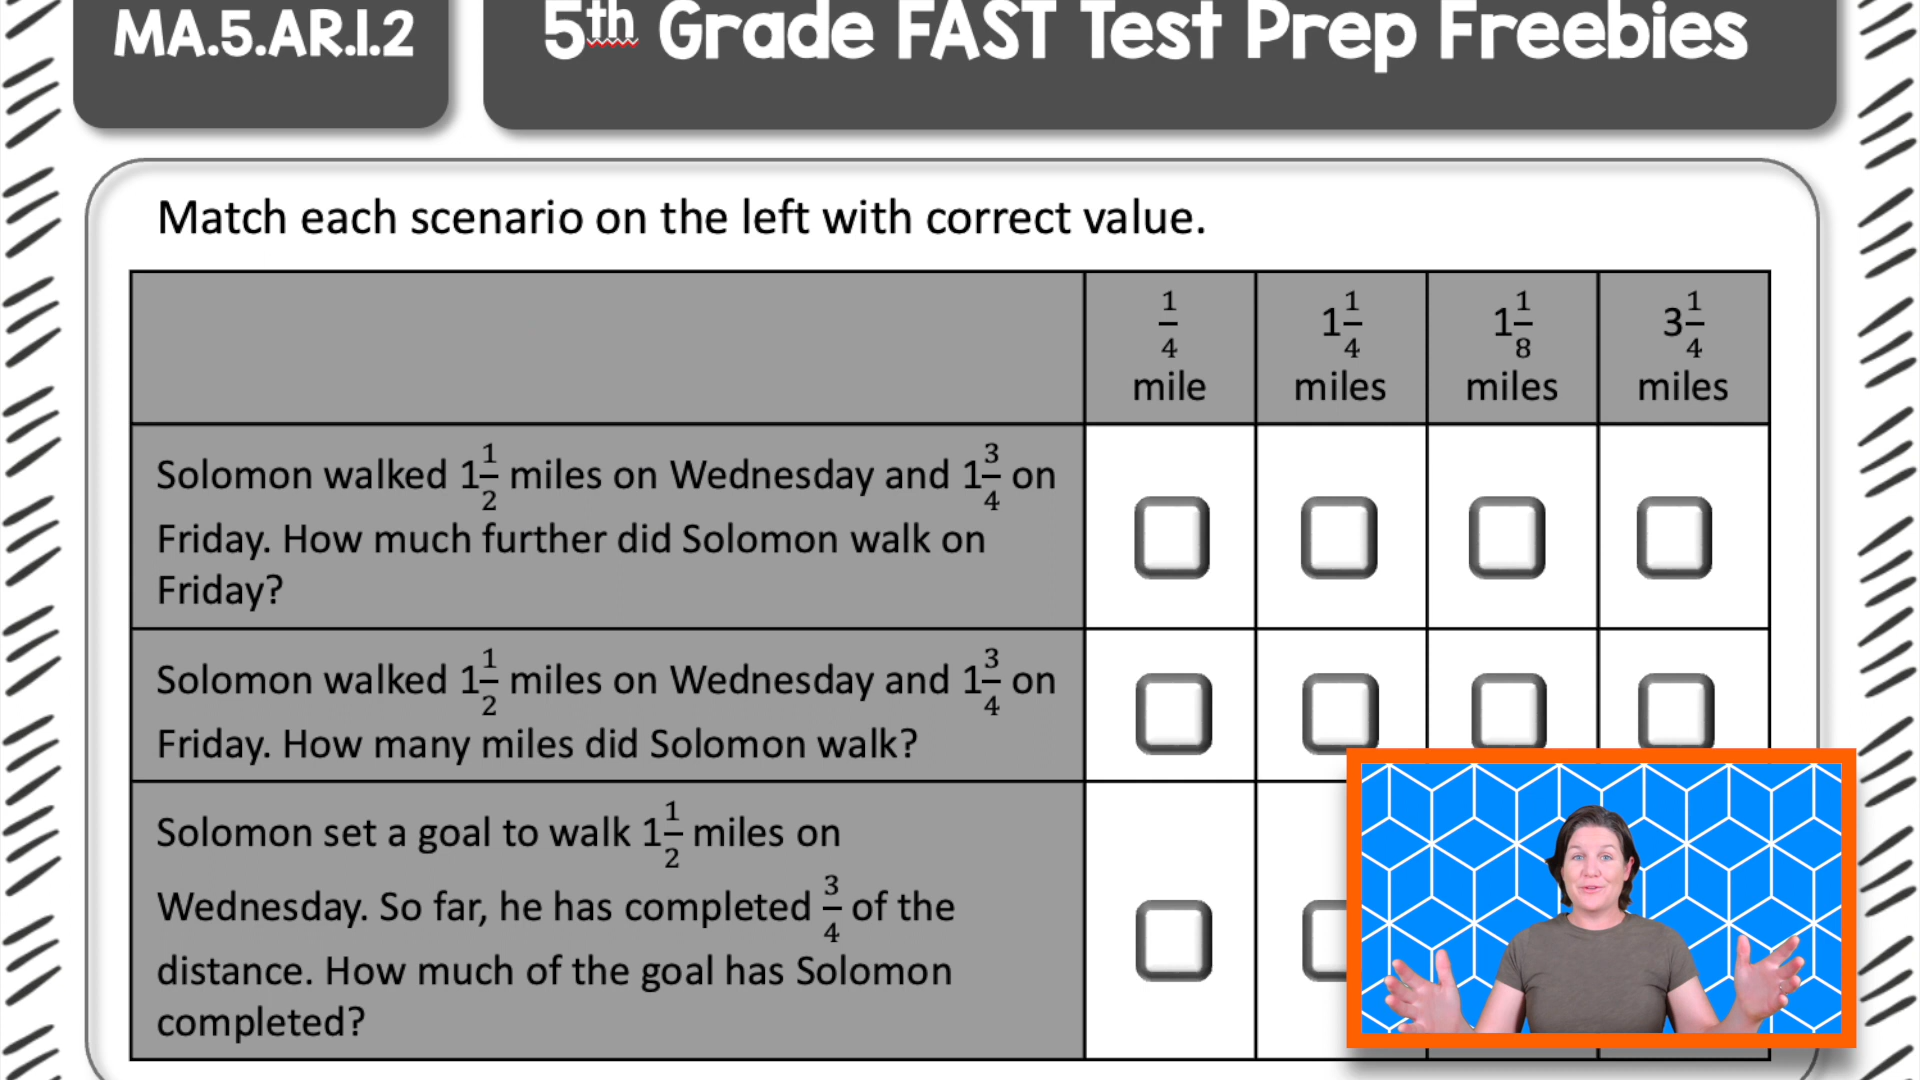 MA.5.AR.1.2
5th Grade FAST Test Prep Freebies
Match each scenario on the left with correct value.
1/4 mile
1 1/4 miles
1 1/8 miles
3 1/4 miles
Solomon walked 1 1/2 miles on Wednesday and 1 3/4 on
Friday. How much further did Solomon walk on
Friday?
Solomon walked 1 1/2 miles on Wednesday and 1 3/4 on
Friday. How many miles did Solomon walk?
Solomon set a goal to walk 1 1/2 miles on
Wednesday. So far, he has completed 3/4 of the
distance. How much of the goal has Solomon
completed?